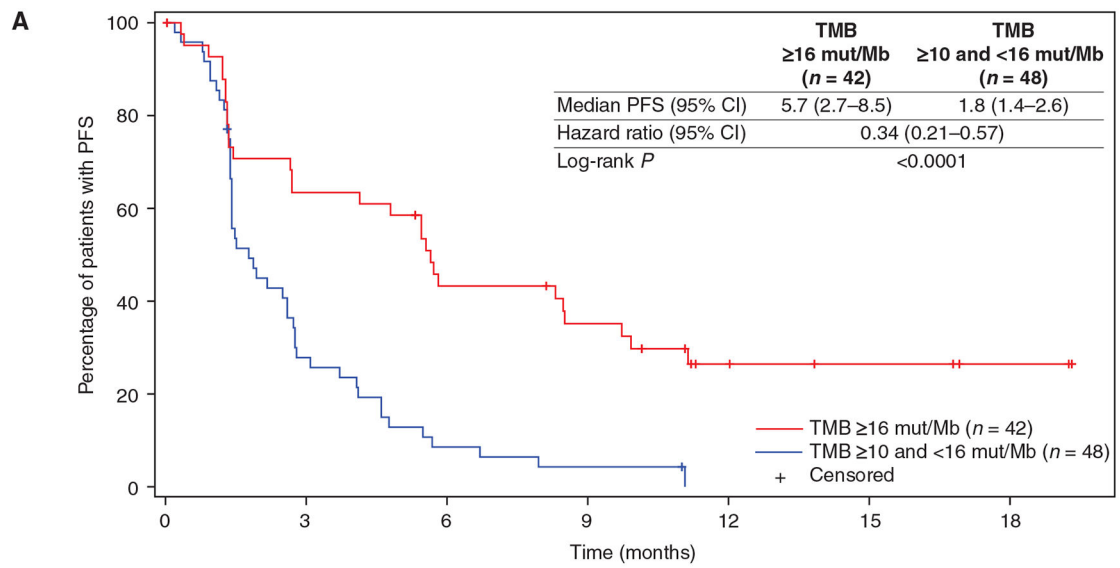 A
TMB TMB
≥16 mut/Mb ≥10 and <16 mut/Mb
(n = 42) (n = 48)
Median PFS (95% CI) 5.7 (2.7–8.5) 1.8 (1.4–2.6)
Hazard ratio (95% CI) 0.34 (0.21–0.57)
Log-rank P <0.0001
Percentage of patients with PFS
100
80
60
40
20
0
TMB ≥16 mut/Mb (n = 42)
TMB ≥10 and <16 mut/Mb (n = 48)
+ Censored
0 3 6 9 12 15 18
Time (months)